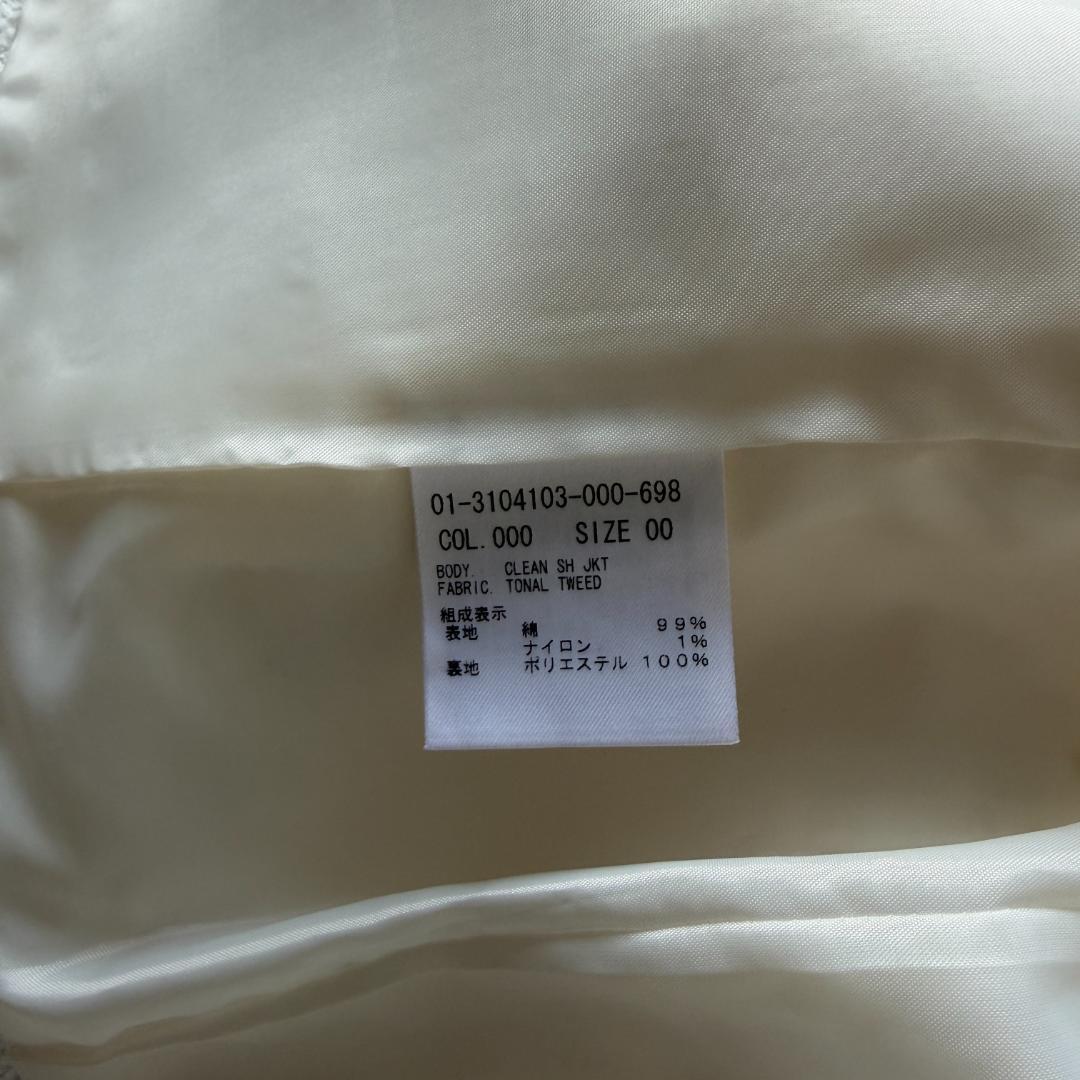 01-3104103-000-698
COL.000 SIZE 00
BODY. CLEAN SH JKT
FABRIC. TONAL TWEED
組成表示
表地 綿 99%
ナイロン 1%
裏地 ポリエステル 100%